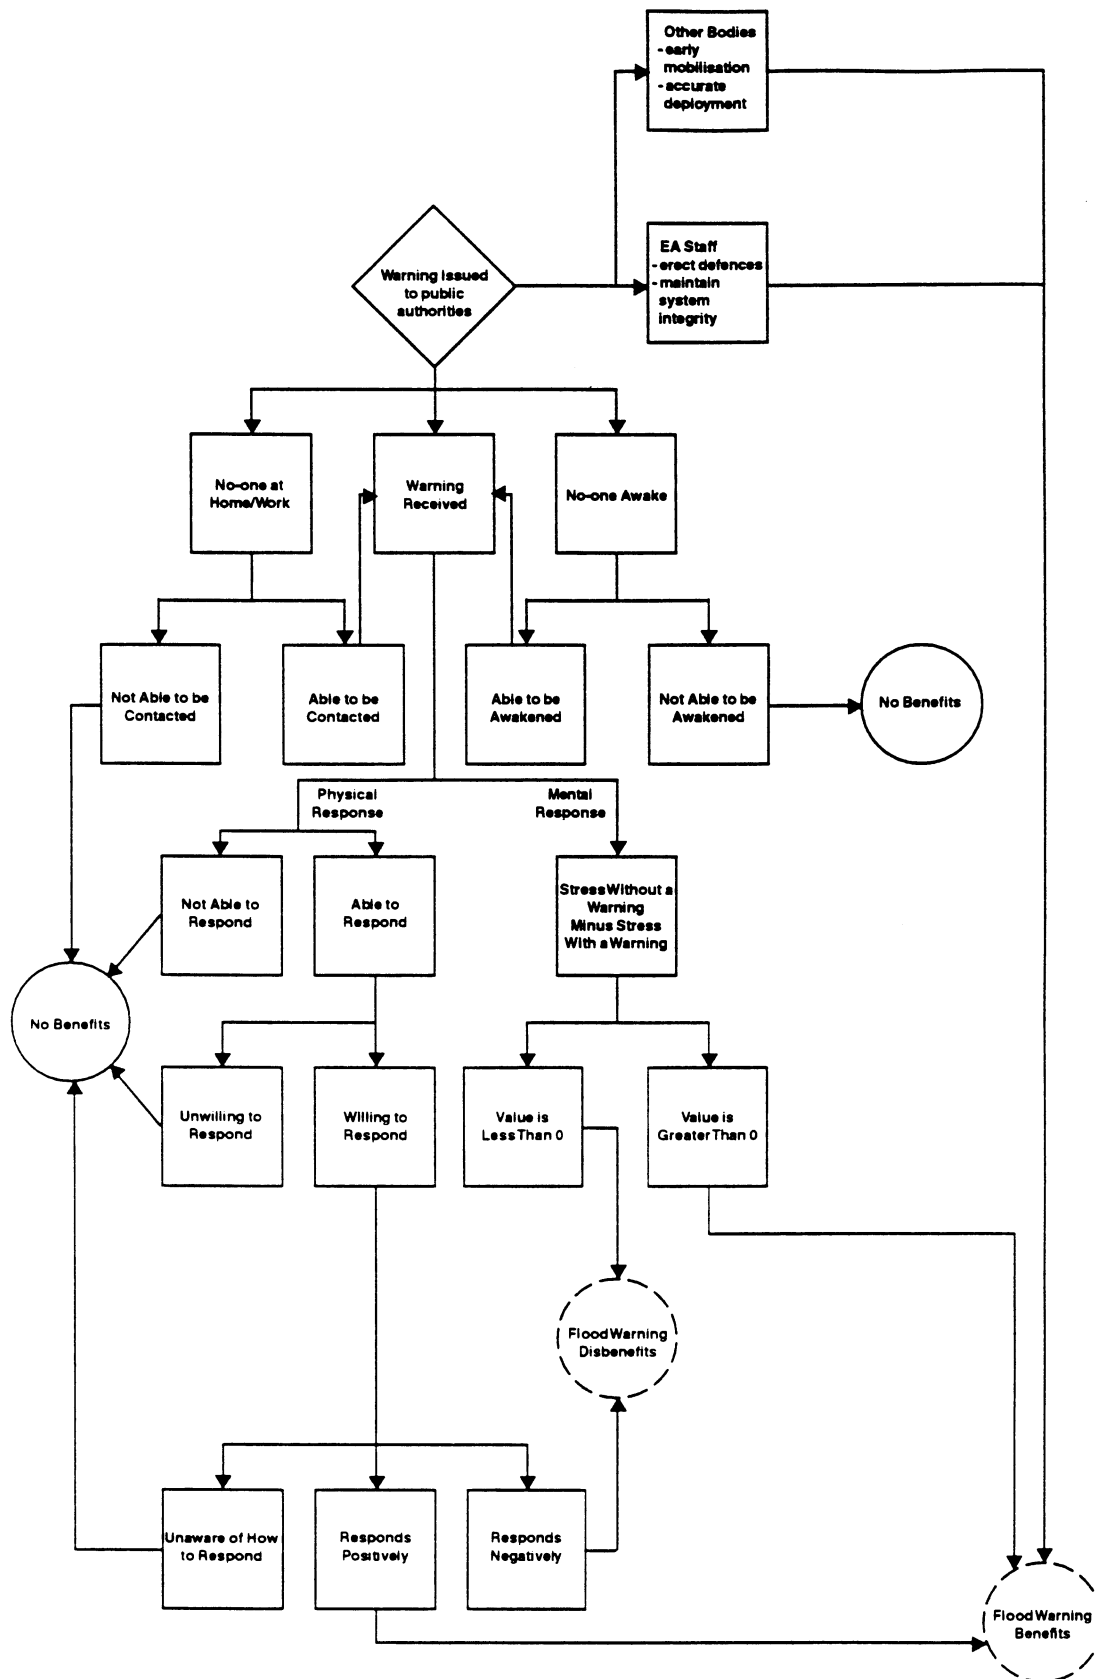 Other Bodies
- early
mobilisation
- accurate
deployment
EA Staff
- erect defences
- maintain
system
integrity
Warning Issued
to public
authorities
No-one at
Home/Work
Warning
Received
No-one Awake
Not Able to be
Contacted
Able to be
Contacted
Able to be
Awakened
Not Able to be
Awakened
No Benefits
Physical
Response
Mental
Response
Not Able to
Respond
Able to
Respond
Stress Without a
Warning
Minus Stress
With a Warning
No Benefits
Unwilling to
Respond
Willing to
Respond
Value is
Less Than 0
Value is
Greater Than 0
Flood Warning
Disbenefits
Unaware of How
to Respond
Responds
Positively
Responds
Negatively
Flood Warning
Benefits